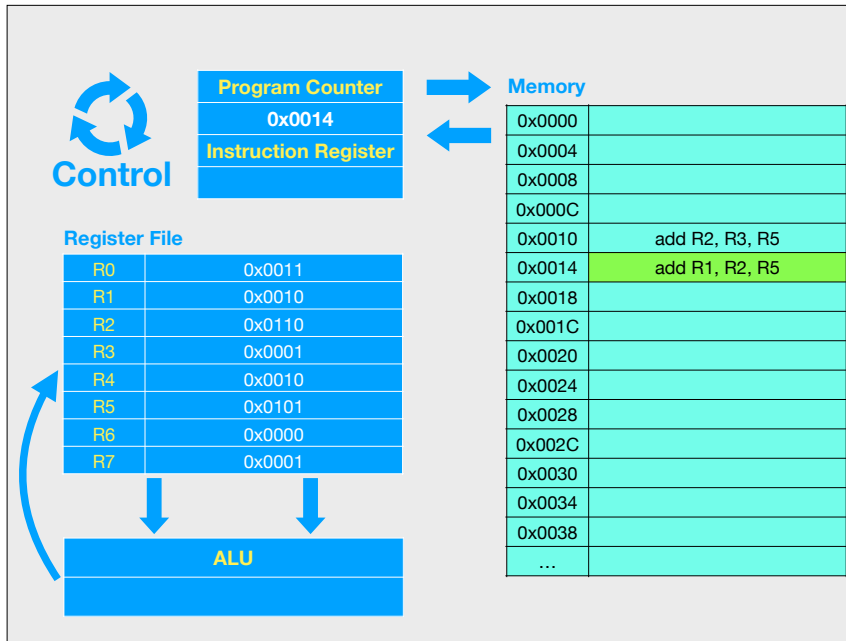 Program Counter
0x0014
Instruction Register
Control
Register File
R0 0x0011
R1 0x0010
R2 0x0110
R3 0x0001
R4 0x0010
R5 0x0101
R6 0x0000
R7 0x0001
ALU
Memory
0x0000
0x0004
0x0008
0x000C
0x0010 add R2, R3, R5
0x0014 add R1, R2, R5
0x0018
0x001C
0x0020
0x0024
0x0028
0x002C
0x0030
0x0034
0x0038
…